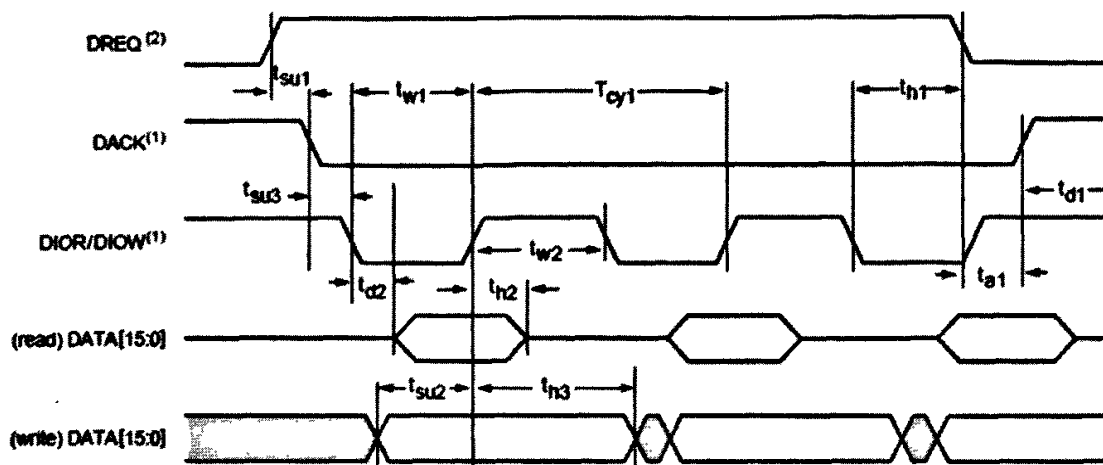 DREQ(2)
tsu1
tw1
Tcy1
th1
DACK(1)
tsu3
td1
DIOR/DIOW(1)
tw2
td2
th2
ta1
(read) DATA[15:0]
tsu2
th3
(write) DATA[15:0]